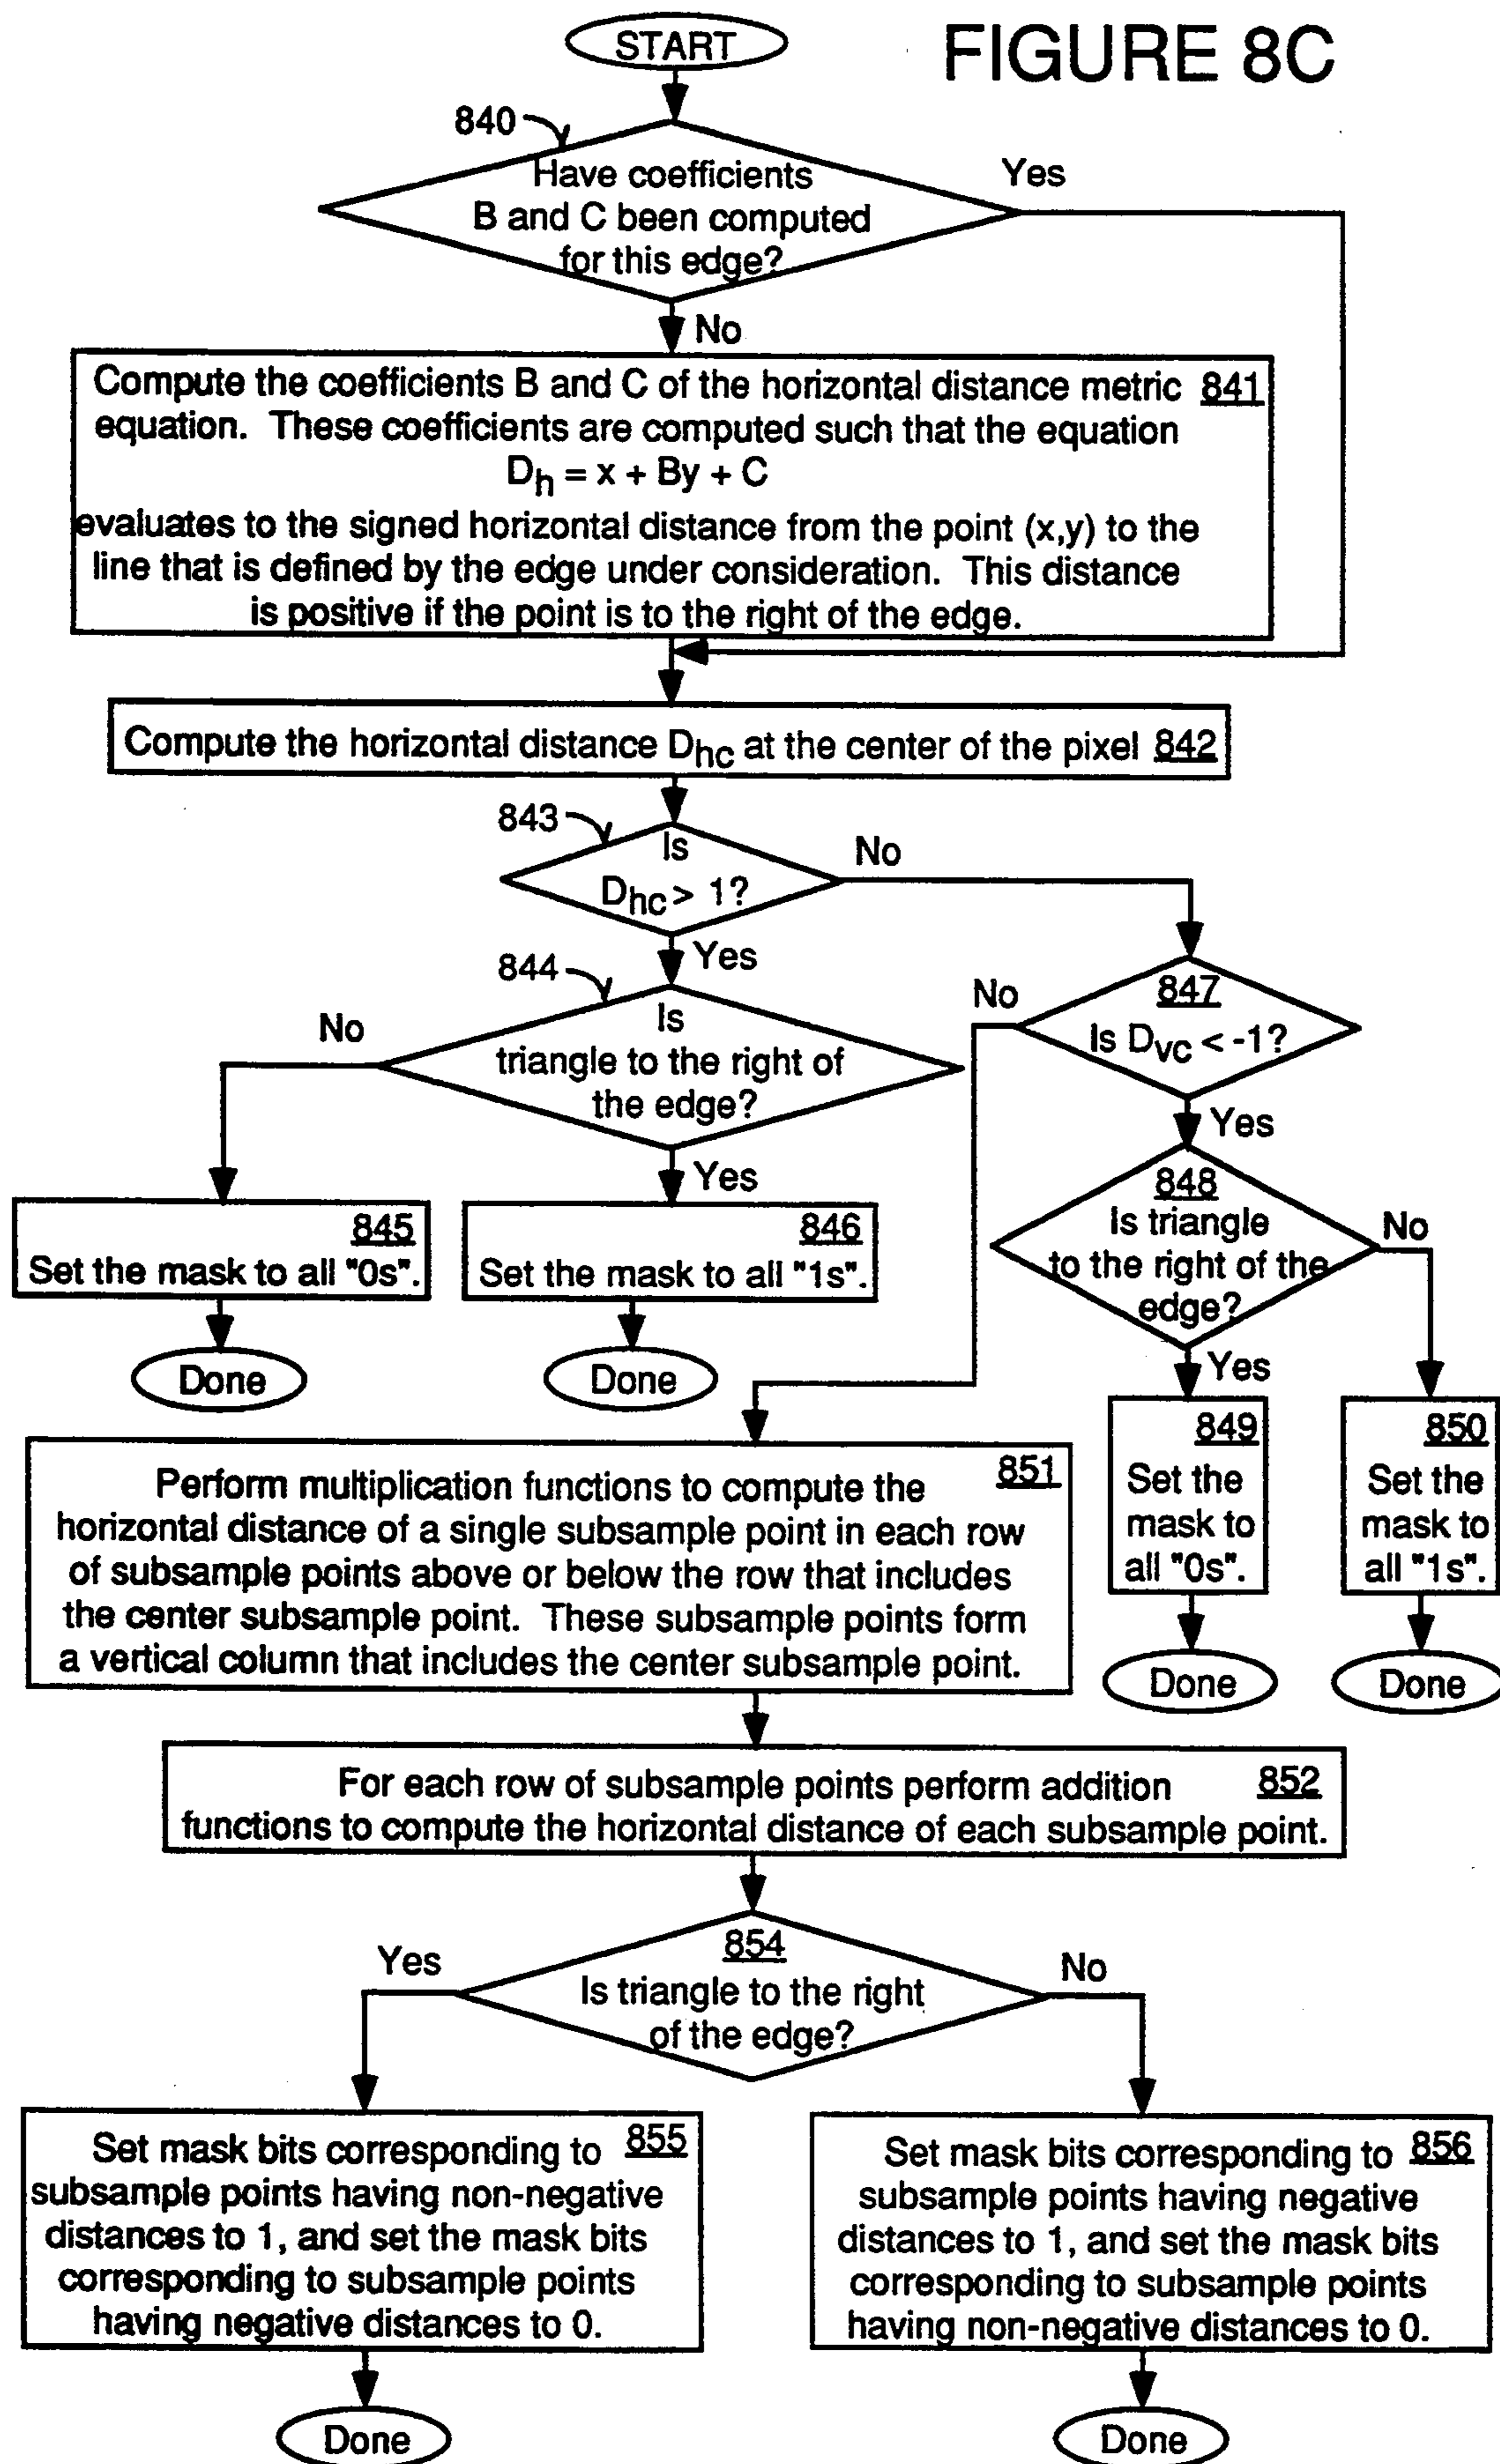 START
FIGURE 8C
840
Have coefficients
B and C been computed
for this edge?
Yes
No
Compute the coefficients B and C of the horizontal distance metric 841
equation. These coefficients are computed such that the equation
Dh = x + By + C
evaluates to the signed horizontal distance from the point (x,y) to the
line that is defined by the edge under consideration. This distance
is positive if the point is to the right of the edge.
Compute the horizontal distance Dhc at the center of the pixel 842
843
Is
Dhc > 1?
No
Yes
844
Is
triangle to the right of
the edge?
No
Yes
847
Is Dvc < -1?
No
Yes
845
Set the mask to all "0s".
Done
846
Set the mask to all "1s".
Done
848
Is triangle
to the right of the
edge?
No
Yes
849
Set the
mask to
all "0s".
Done
850
Set the
mask to
all "1s".
Done
851
Perform multiplication functions to compute the
horizontal distance of a single subsample point in each row
of subsample points above or below the row that includes
the center subsample point. These subsample points form
a vertical column that includes the center subsample point.
For each row of subsample points perform addition 852
functions to compute the horizontal distance of each subsample point.
854
Is triangle to the right
of the edge?
Yes
No
Set mask bits corresponding to 855
subsample points having non-negative
distances to 1, and set the mask bits
corresponding to subsample points
having negative distances to 0.
Done
Set mask bits corresponding to 856
subsample points having negative
distances to 1, and set the mask bits
corresponding to subsample points
having non-negative distances to 0.
Done